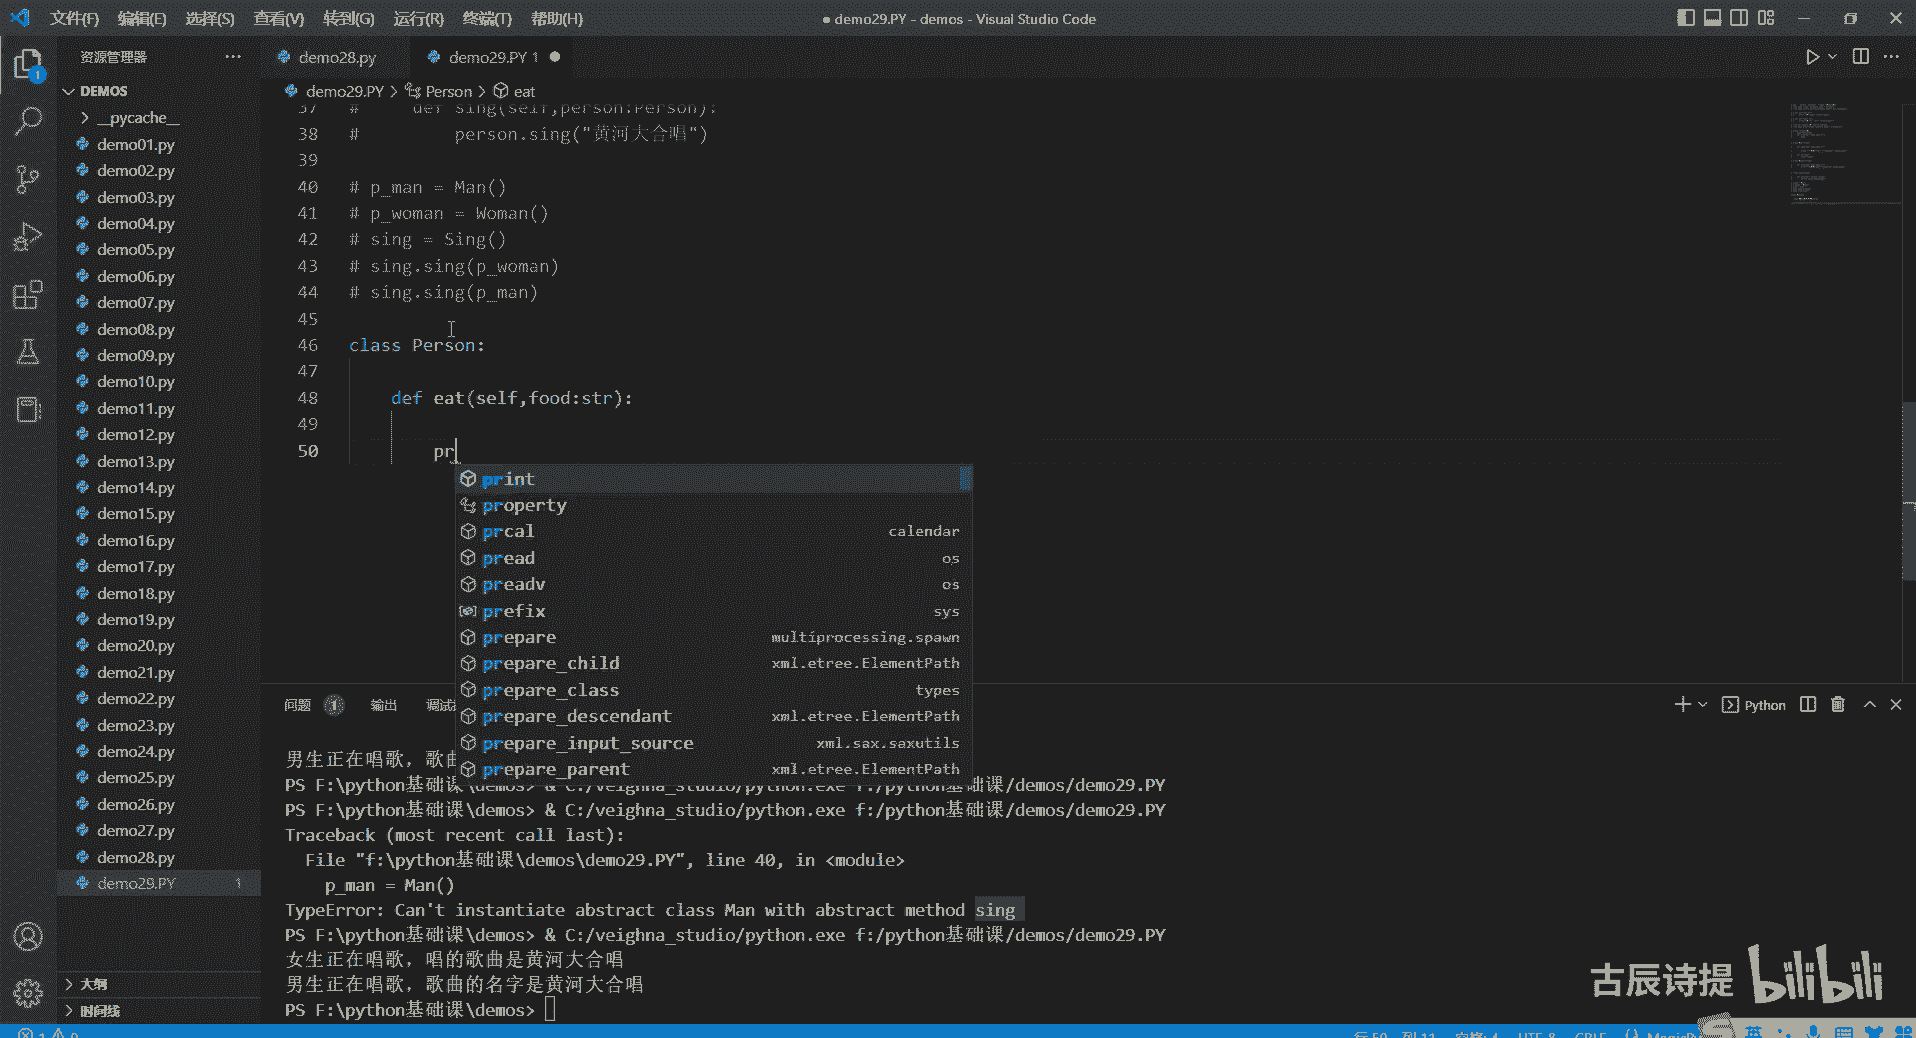 文件(F) 编辑(E) 选择(S) 查看(V) 转到(G) 运行(R) 终端(T) 帮助(H) ● demo29.PY - demos - Visual Studio Code
资源管理器 ··· demo28.py demo29.PY 1 ●
DEMOS
demo29.PY > Person > eat
__pycache__
demo01.py
demo02.py
demo03.py
demo04.py
demo05.py
demo06.py
demo07.py
demo08.py
demo09.py
demo10.py
demo11.py
demo12.py
demo13.py
demo14.py
demo15.py
demo16.py
demo17.py
demo18.py
demo19.py
demo20.py
demo21.py
demo22.py
demo23.py
demo24.py
demo25.py
demo26.py
demo27.py
demo28.py
demo29.PY 1
大纲
时间线
1
37 # def sing(self,person:Person):
38 # person.sing("黄河大合唱")
39
40 # p_man = Man()
41 # p_woman = Woman()
42 # sing = Sing()
43 # sing.sing(p_woman)
44 # sing.sing(p_man)
45
46 class Person:
47
48 def eat(self,food:str):
49
50 pr
print
property
prcal calendar
pread os
preadv os
prefix sys
prepare multiprocessing.spawn
prepare_child xml.etree.ElementPath
prepare_class types
prepare_descendant xml.etree.ElementPath
prepare_input_source xml.sax.saxutils
prepare_parent xml.etree.ElementPath
问题 1 输出 调试 Python
男生正在唱歌，歌曲
PS F:\python基础课\demos> & C:/veighna_studio/python.exe f:/python基础课/demos/demo29.PY
PS F:\python基础课\demos> & C:/veighna_studio/python.exe f:/python基础课/demos/demo29.PY
Traceback (most recent call last):
File "f:\python基础课\demos\demo29.PY", line 40, in <module>
p_man = Man()
TypeError: Can't instantiate abstract class Man with abstract method sing
PS F:\python基础课\demos> & C:/veighna_studio/python.exe f:/python基础课/demos/demo29.PY
女生正在唱歌，唱的歌曲是黄河大合唱
男生正在唱歌，歌曲的名字是黄河大合唱
PS F:\python基础课\demos>
古辰诗提 bilibili
行 50, 列 11 空格: 4 UTF-8 CRLF 英